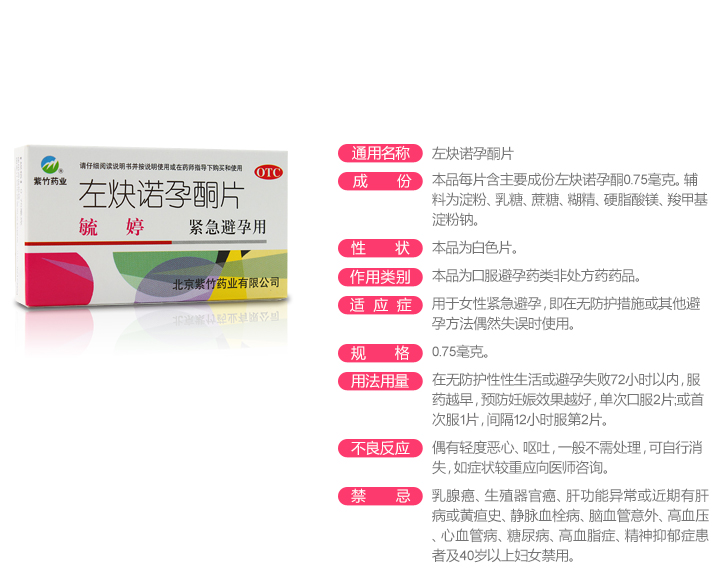 紫竹药业
请仔细阅读说明书并按说明使用或在药师指导下购买和使用
OTC
左炔诺孕酮片
毓婷 紧急避孕用
北京紫竹药业有限公司
通用名称 左炔诺孕酮片
成份 本品每片含主要成份左炔诺孕酮0.75毫克。辅
料为淀粉、乳糖、蔗糖、糊精、硬脂酸镁、羧甲基
淀粉钠。
性状 本品为白色片。
作用类别 本品为口服避孕药类非处方药药品。
适应症 用于女性紧急避孕,即在无防护措施或其他避
孕方法偶然失误时使用。
规格 0.75毫克。
用法用量 在无防护性性生活或避孕失败72小时以内,服
药越早,预防妊娠效果越好,单次口服2片;或首
次服1片,间隔12小时服第2片。
不良反应 偶有轻度恶心、呕吐,一般不需处理,可自行消
失,如症状较重应向医师咨询。
禁忌 乳腺癌、生殖器官癌、肝功能异常或近期有肝
病或黄疸史、静脉血栓病、脑血管意外、高血压
、心血管病、糖尿病、高血脂症、精神抑郁症患
者及40岁以上妇女禁用。